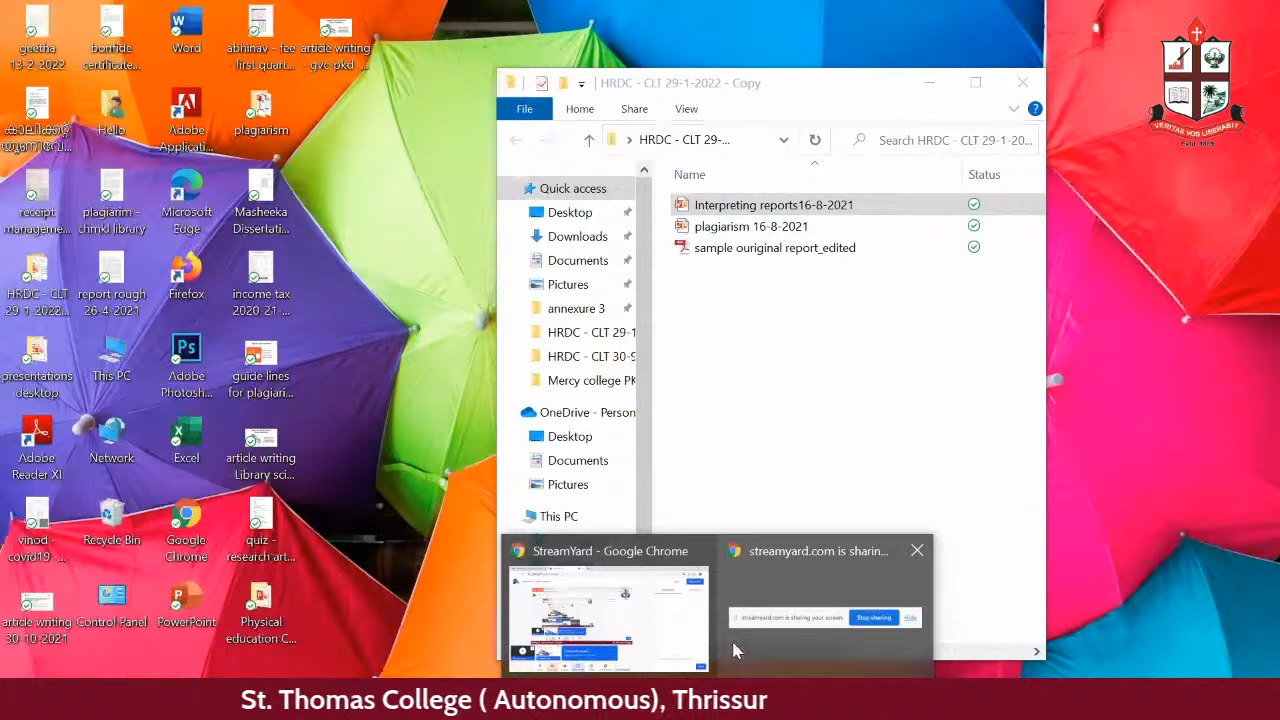 geetha
13-2-2022
bonfide
certificate...
Word
abhinav - fee
- first quart...
article writing
- gvc-pkd_...
Hello
Adobe
Applicati...
plagiarism
receipt
manageme...
plagiarim -
chmkl library
Microsoft
Edge
Masheeka
Dissertati...
HRDC - CLT
29-1-2022...
report rough
26-4-2021
Firefox
income tax
2020-21 -...
presentations
desktop
This PC
Adobe
Photosh...
guide lines
for plagiari...
Adobe
Reader XI
Network
Excel
article writing
Library sci...
vinod -
covid19 -...
Recycle Bin
Google
Chrome
quiz -
research art...
article writing
30-10-2021
Control Panel
PowerPoint
Physical
education C...
HRDC - CLT 29-1-2022 - Copy
File
Home
Share
View
HRDC - CLT 29-...
Search HRDC - CLT 29-1-20...
Name
Status
Quick access
Desktop
Downloads
Documents
Pictures
annexure 3
HRDC - CLT 29-1
HRDC - CLT 30-9
Mercy college PK
OneDrive - Person
Desktop
Documents
Pictures
This PC
Interpreting reports16-8-2021
plagiarism 16-8-2021
sample ouriginal report_edited
StreamYard - Google Chrome
streamyard.com is sharin...
streamyard.com is sharing your screen.
Stop sharing
Hide
VERITAS VOS LIBERABIT
Estd. 1889
St. Thomas College ( Autonomous), Thrissur